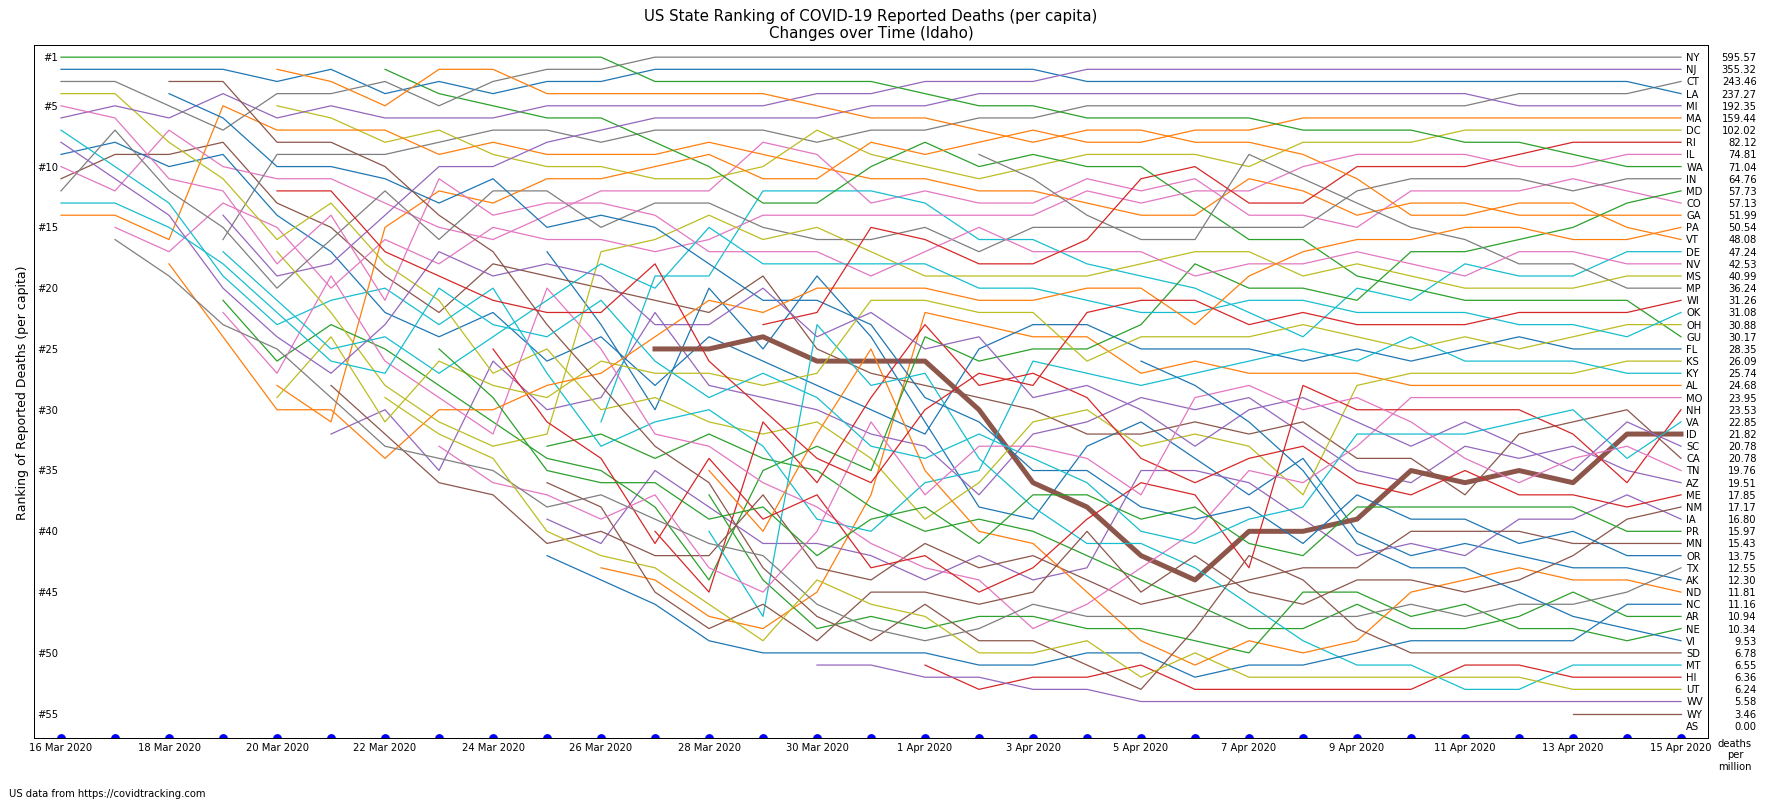 US State Ranking of COVID-19 Reported Deaths (per capita)
Changes over Time (Idaho)
Ranking of Reported Deaths (per capita)
#1
#5
#10
#15
#20
#25
#30
#35
#40
#45
#50
#55
NY 595.57
NJ 355.32
CT 243.46
LA 237.27
MI 192.35
MA 159.44
DC 102.02
RI 82.12
IL 74.81
WA 71.04
IN 64.76
MD 57.73
CO 57.13
GA 51.99
PA 50.54
VT 48.08
DE 47.24
NV 42.53
MS 40.99
MP 36.24
WI 31.26
OK 31.08
OH 30.88
GU 30.17
FL 28.35
KS 26.09
KY 25.74
AL 24.68
MO 23.95
NH 23.53
VA 22.85
ID 21.82
SC 20.78
CA 20.78
TN 19.76
AZ 19.51
ME 17.85
NM 17.17
IA 16.80
PR 15.97
MN 15.43
OR 13.75
TX 12.55
AK 12.30
ND 11.81
NC 11.16
AR 10.94
NE 10.34
VI 9.53
SD 6.78
MT 6.55
HI 6.36
UT 6.24
WV 5.58
WY 3.46
AS 0.00
16 Mar 2020 18 Mar 2020 20 Mar 2020 22 Mar 2020 24 Mar 2020 26 Mar 2020 28 Mar 2020 30 Mar 2020 1 Apr 2020 3 Apr 2020 5 Apr 2020 7 Apr 2020 9 Apr 2020 11 Apr 2020 13 Apr 2020 15 Apr 2020
deaths
per
million
US data from https://covidtracking.com